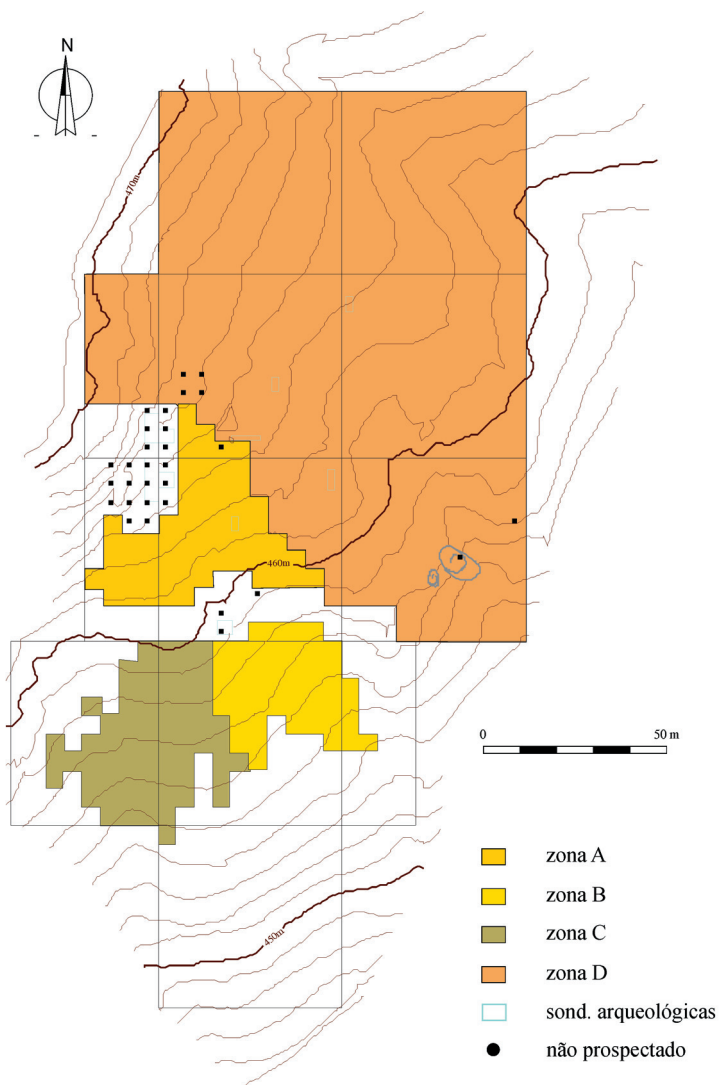 N
470m
460m
0 50 m
zona A
zona B
zona C
zona D
450m
sond. arqueológicas
não prospectado